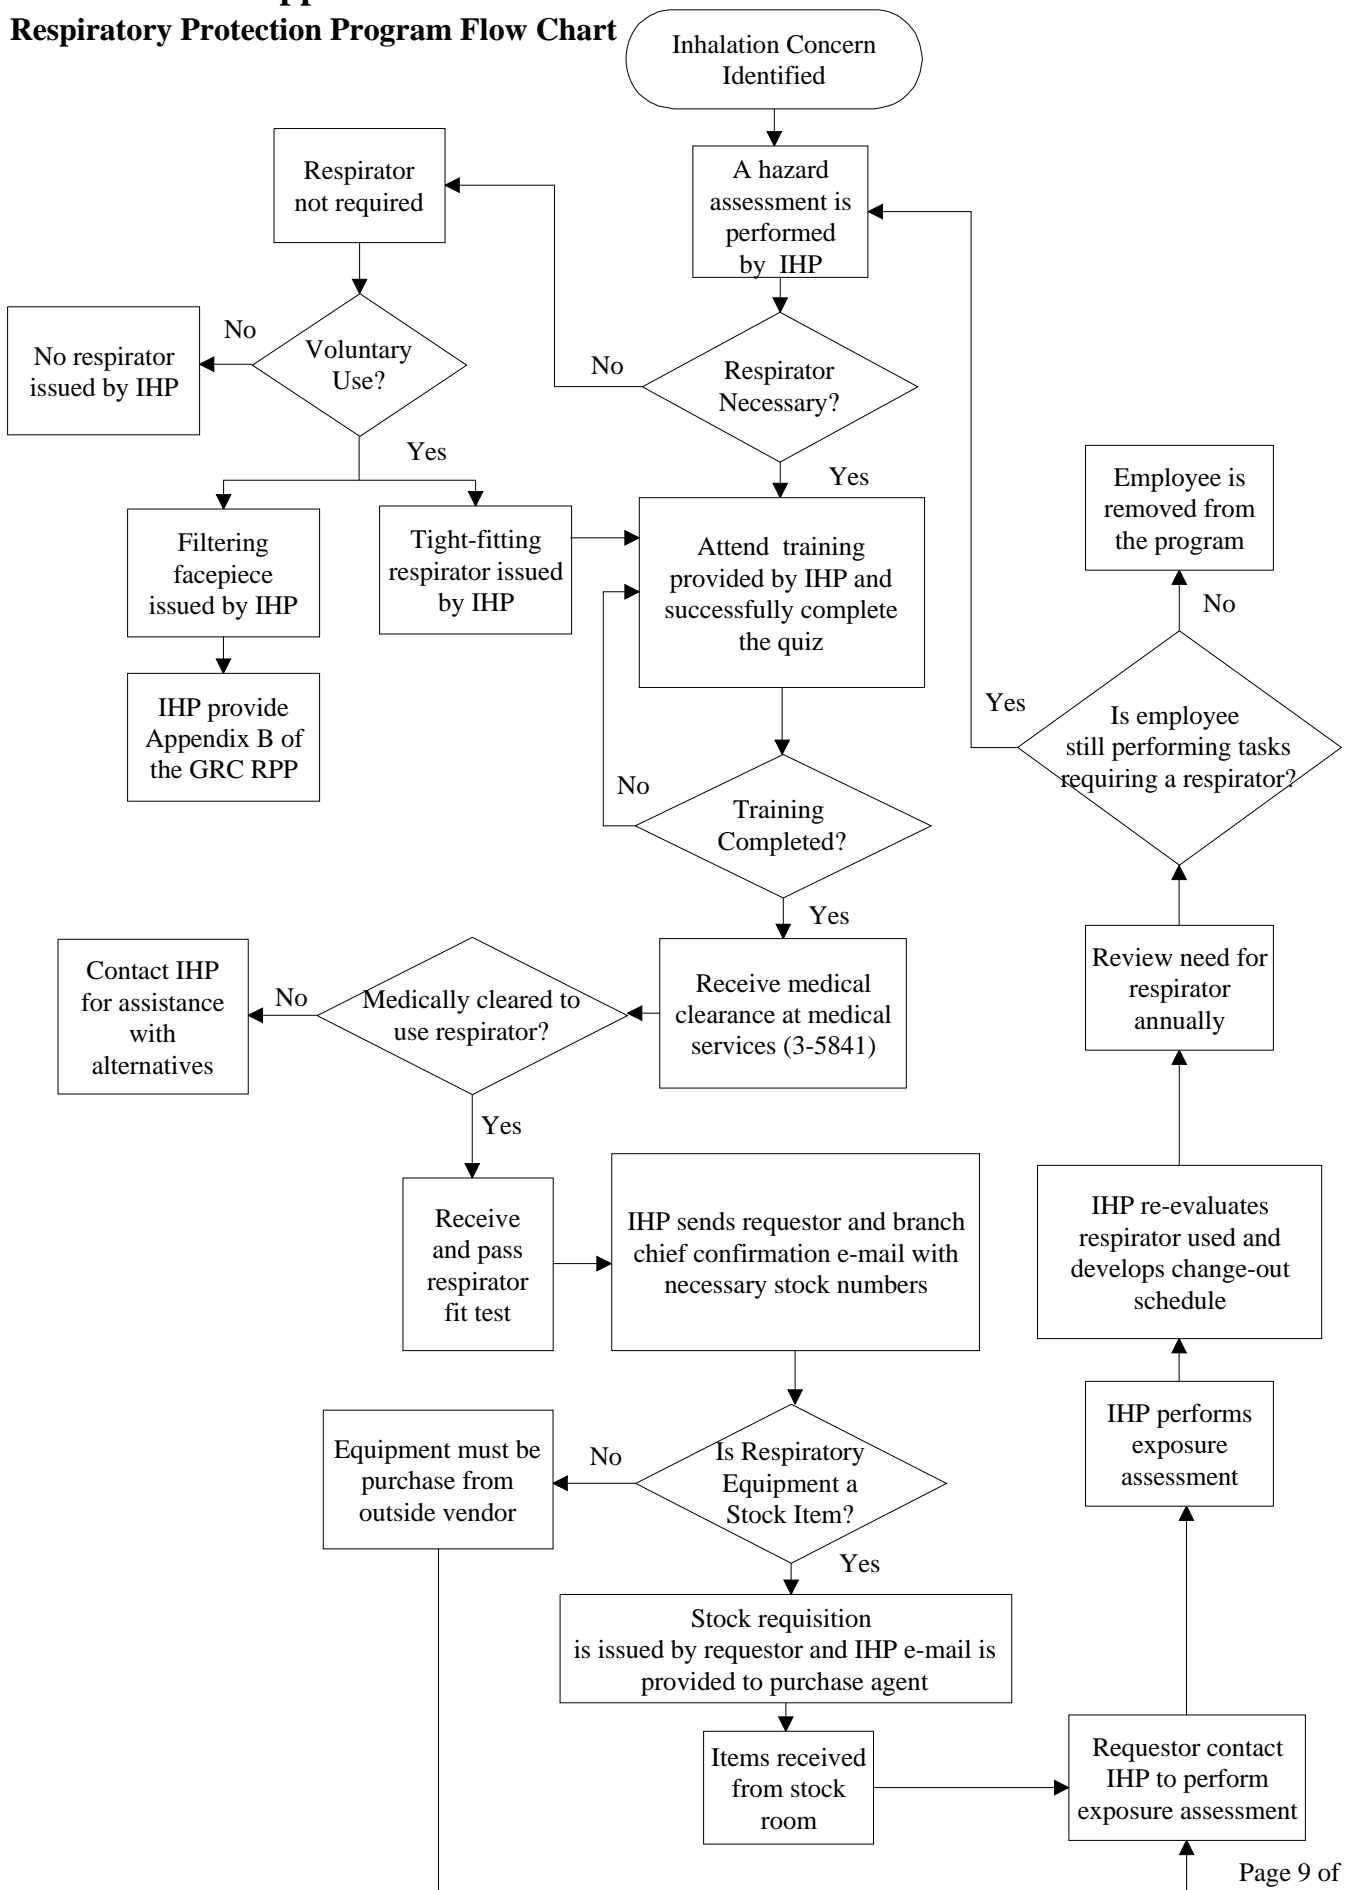 Respiratory Protection Program Flow Chart
Inhalation Concern
Identified
Respirator
not required
A hazard
assessment is
performed
by IHP
No respirator
issued by IHP
No
Voluntary
Use?
No
Respirator
Necessary?
Yes
Yes
Employee is
removed from
the program
Filtering
facepiece
issued by IHP
Tight-fitting
respirator issued
by IHP
Attend training
provided by IHP and
successfully complete
the quiz
No
IHP provide
Appendix B of
the GRC RPP
Yes
Is employee
still performing tasks
requiring a respirator?
No
Training
Completed?
Yes
Contact IHP
for assistance
with
alternatives
No
Medically cleared to
use respirator?
Receive medical
clearance at medical
services (3-5841)
Review need for
respirator
annually
Yes
Receive
and pass
respirator
fit test
IHP sends requestor and branch
chief confirmation e-mail with
necessary stock numbers
IHP re-evaluates
respirator used and
develops change-out
schedule
Equipment must be
purchase from
outside vendor
No
Is Respiratory
Equipment a
Stock Item?
IHP performs
exposure
assessment
Yes
Stock requisition
is issued by requestor and IHP e-mail is
provided to purchase agent
Items received
from stock
room
Requestor contact
IHP to perform
exposure assessment
Page 9 of